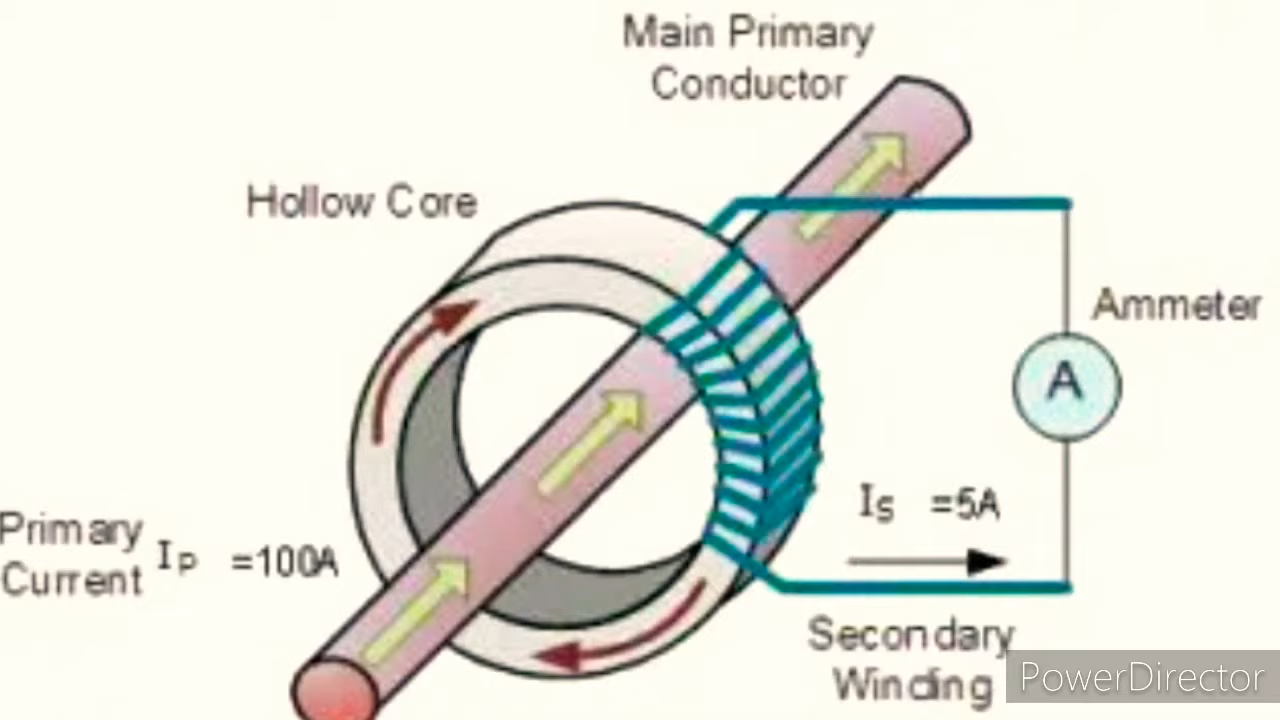 Main Primary
Conductor
Hollow Core
Ammeter
A
Is =5A
Primary
Current Ip =100A
Secondary
Winding
PowerDirector